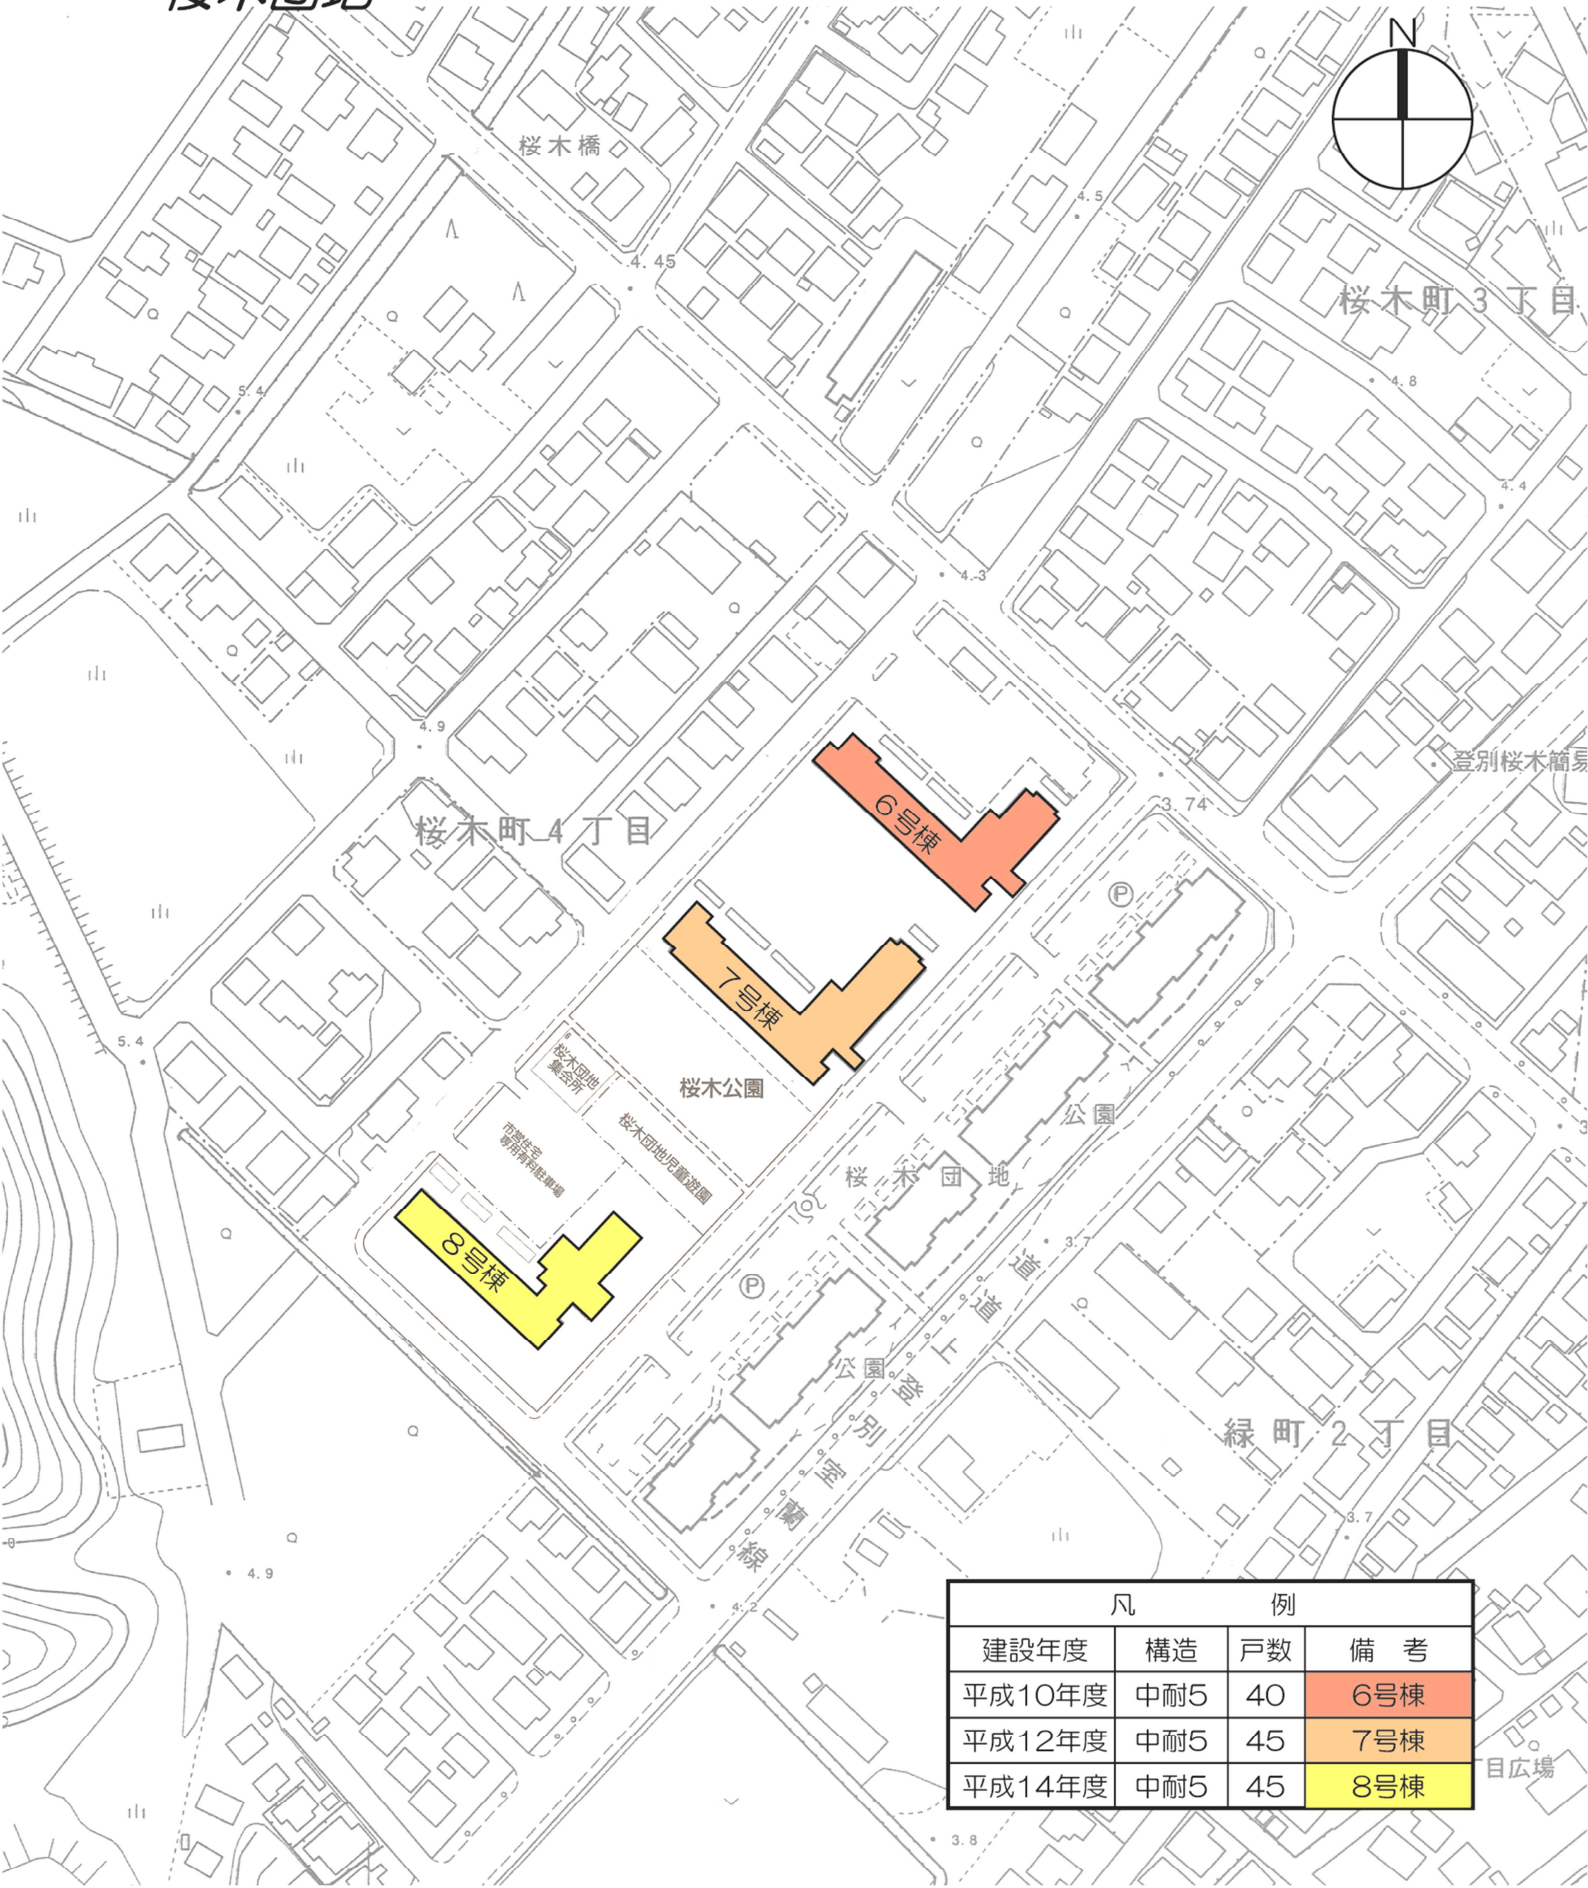 N
桜木橋
4.5
4.45
桜木町3丁目
5.4
4.8
4.4
4.3
4.9
登別桜木簡易
3.74
桜木町4丁目
6号棟
P
7号棟
5.4
桜木団地
集会所
桜木公園
公園
市営住宅
専用有料駐車場
桜木団地児童遊園
桜木団地
8号棟
3.7
P
公園
道道上登別室蘭線
緑町2丁目
3.7
4.9
4.2
凡例
建設年度 構造 戸数 備考
平成10年度 中耐5 40 6号棟
平成12年度 中耐5 45 7号棟
平成14年度 中耐5 45 8号棟
目広場
3.8